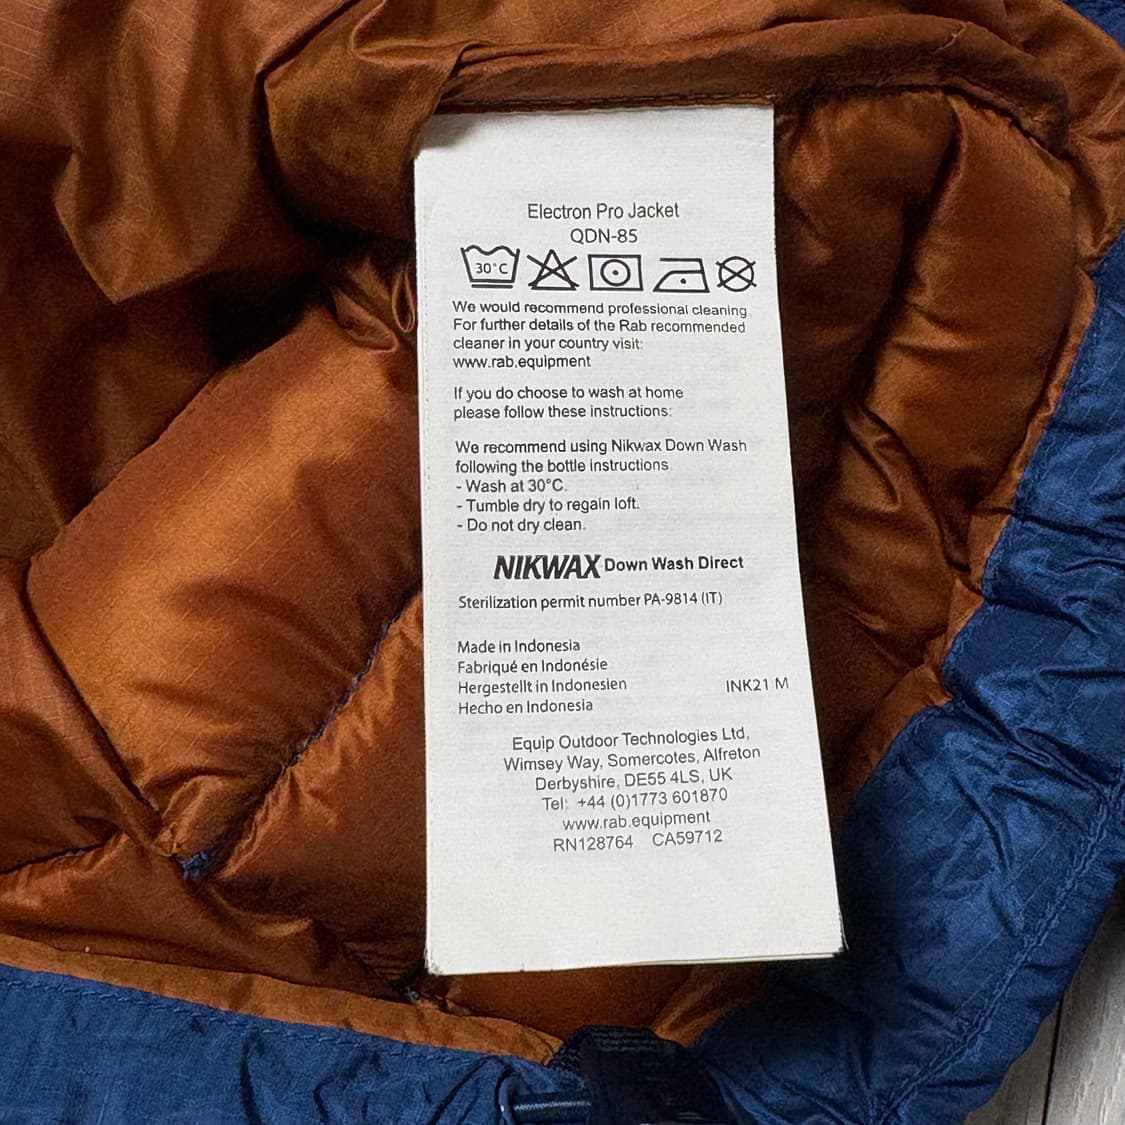 Electron Pro Jacket
QDN-85
30°C
We would recommend professional cleaning.
For further details of the Rab recommended
cleaner in your country visit:
www.rab.equipment
If you do choose to wash at home
please follow these instructions:
We recommend using Nikwax Down Wash
following the bottle instructions.
- Wash at 30°C.
- Tumble dry to regain loft.
- Do not dry clean.
NIKWAX Down Wash Direct
Sterilization permit number PA-9814 (IT)
Made in Indonesia
Fabriqué en Indonésie
Hergestellt in Indonesien INK21 M
Hecho en Indonesia
Equip Outdoor Technologies Ltd,
Wimsey Way, Somercotes, Alfreton
Derbyshire, DE55 4LS, UK
Tel: +44 (0)1773 601870
www.rab.equipment
RN128764 CA59712